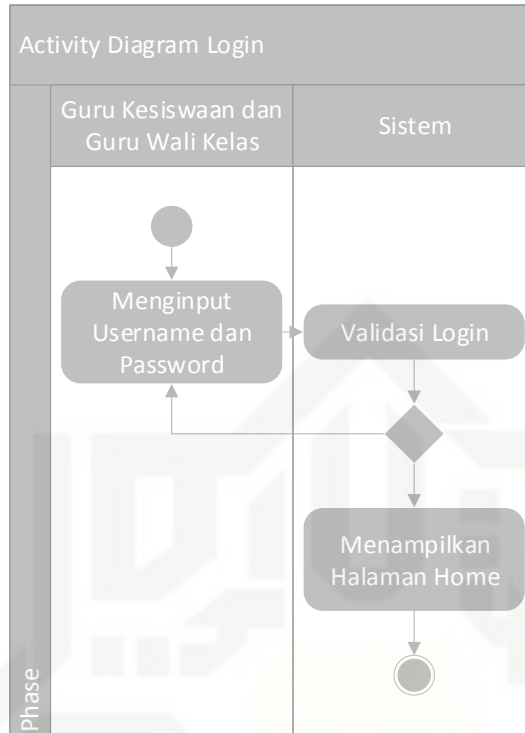 Activity Diagram Login
Guru Kesiswaan dan
Guru Wali Kelas
Sistem
Menginput
Username dan
Password
Validasi Login
Menampilkan
Halaman Home
Phase